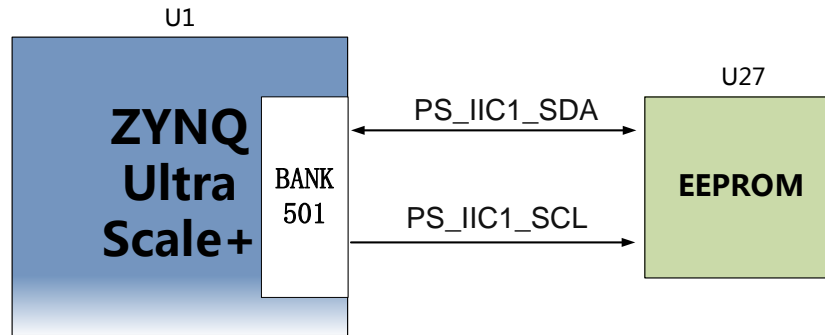 U1
U27
ZYNQ
Ultra
Scale+
BANK
501
PS_IIC1_SDA
PS_IIC1_SCL
EEPROM